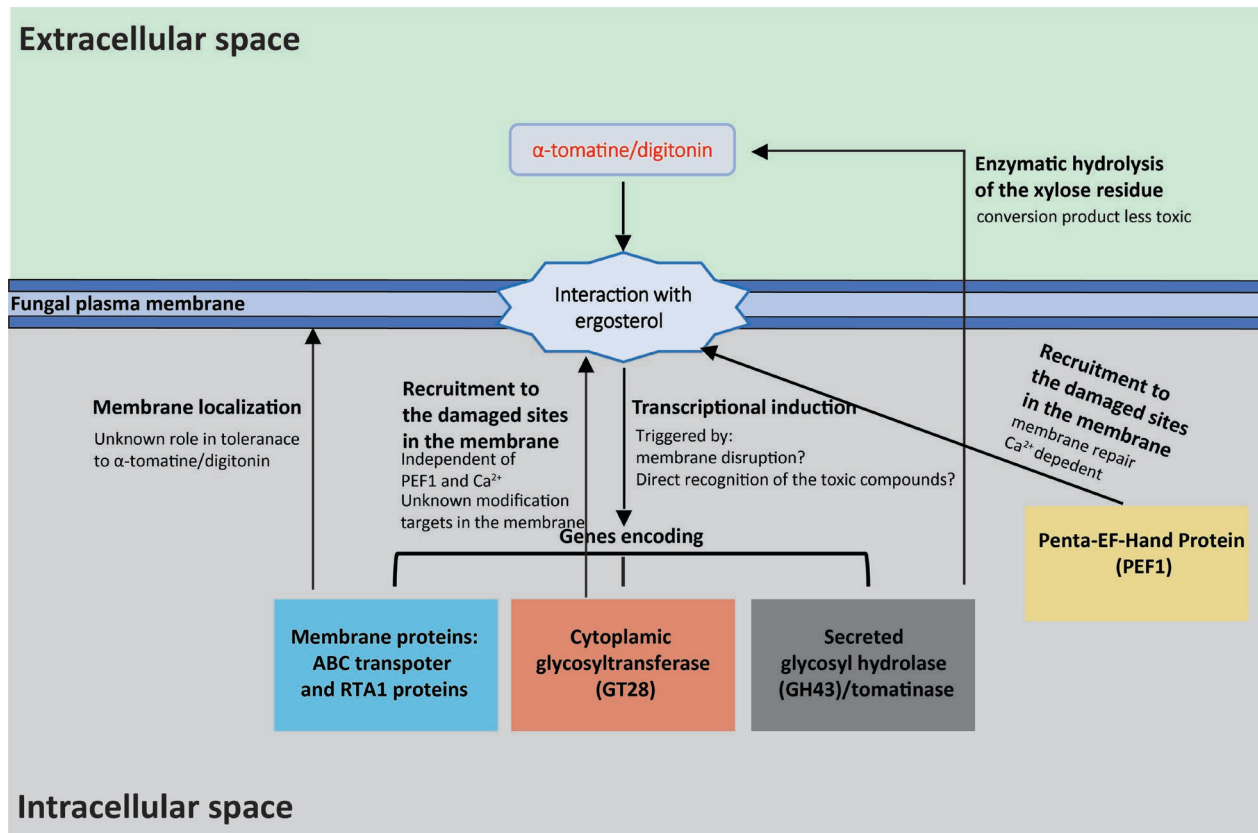 Extracellular space
α-tomatine/digitonin
Enzymatic hydrolysis
of the xylose residue
conversion product less toxic
Fungal plasma membrane
Interaction with
ergosterol
Membrane localization
Unknown role in toleranace
to α-tomatine/digitonin
Recruitment to
the damaged sites
in the membrane
Independent of
PEF1 and Ca²⁺
Unknown modification
targets in the membrane
Transcriptional induction
Triggered by:
membrane disruption?
Direct recognition of the toxic compounds?
Recruitment to
the damaged sites
in the membrane
membrane repair
Ca²⁺ depedent
Genes encoding
Penta-EF-Hand Protein
(PEF1)
Membrane proteins:
ABC transpoter
and RTA1 proteins
Cytoplamic
glycosyltransferase
(GT28)
Secreted
glycosyl hydrolase
(GH43)/tomatinase
Intracellular space